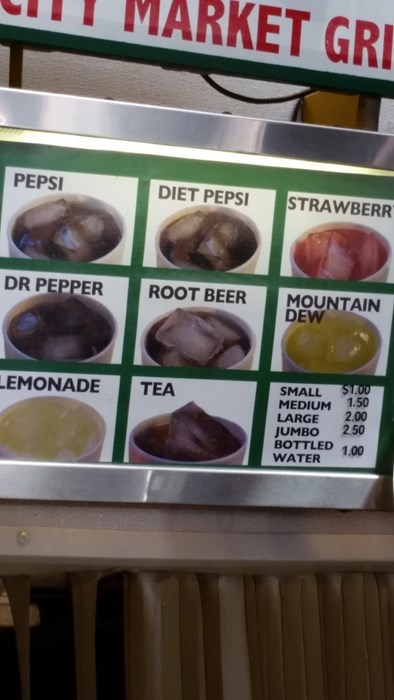 CITY MARKET GRI
PEPSI
DIET PEPSI
STRAWBERR
DR PEPPER
ROOT BEER
MOUNTAIN
DEW
LEMONADE
TEA
SMALL $1.00
MEDIUM 1.50
LARGE 2.00
JUMBO 2.50
BOTTLED
WATER 1.00